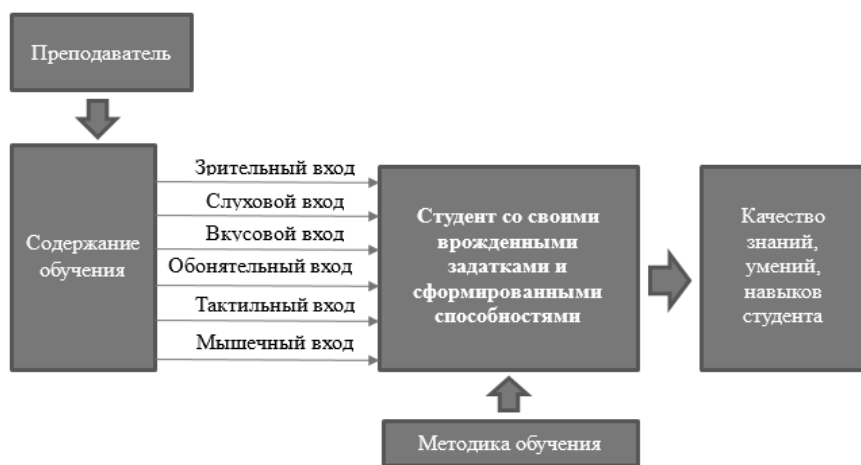 Преподаватель
Содержание
обучения
Зрительный вход
Слуховой вход
Вкусовой вход
Обонятельный вход
Тактильный вход
Мышечный вход
Студент со своими
врожденными
задатками и
сформированными
способностями
Качество
знаний,
умений,
навыков
студента
Методика обучения